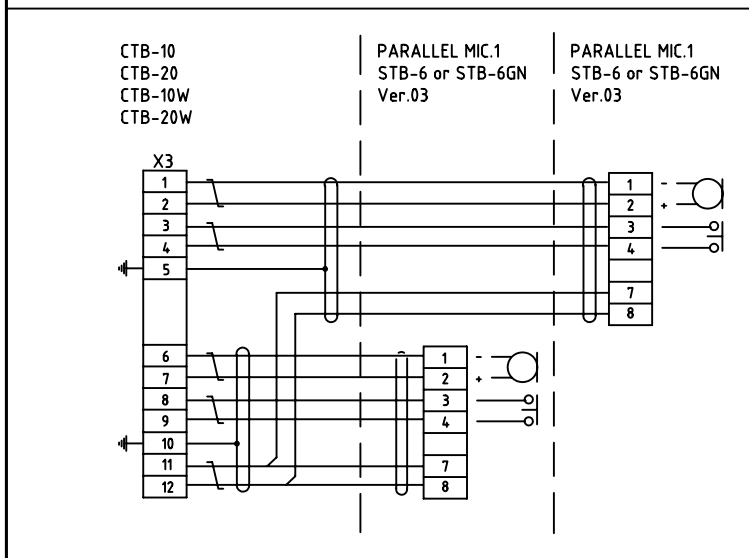 CTB-10
CTB-20
CTB-10W
CTB-20W
PARALLEL MIC.1
STB-6 or STB-6GN
Ver.03
PARALLEL MIC.1
STB-6 or STB-6GN
Ver.03
X3
1
2
3
4
5
6
7
8
9
10
11
12
1
2
3
4
7
8
-
+
1
2
3
4
7
8
-
+